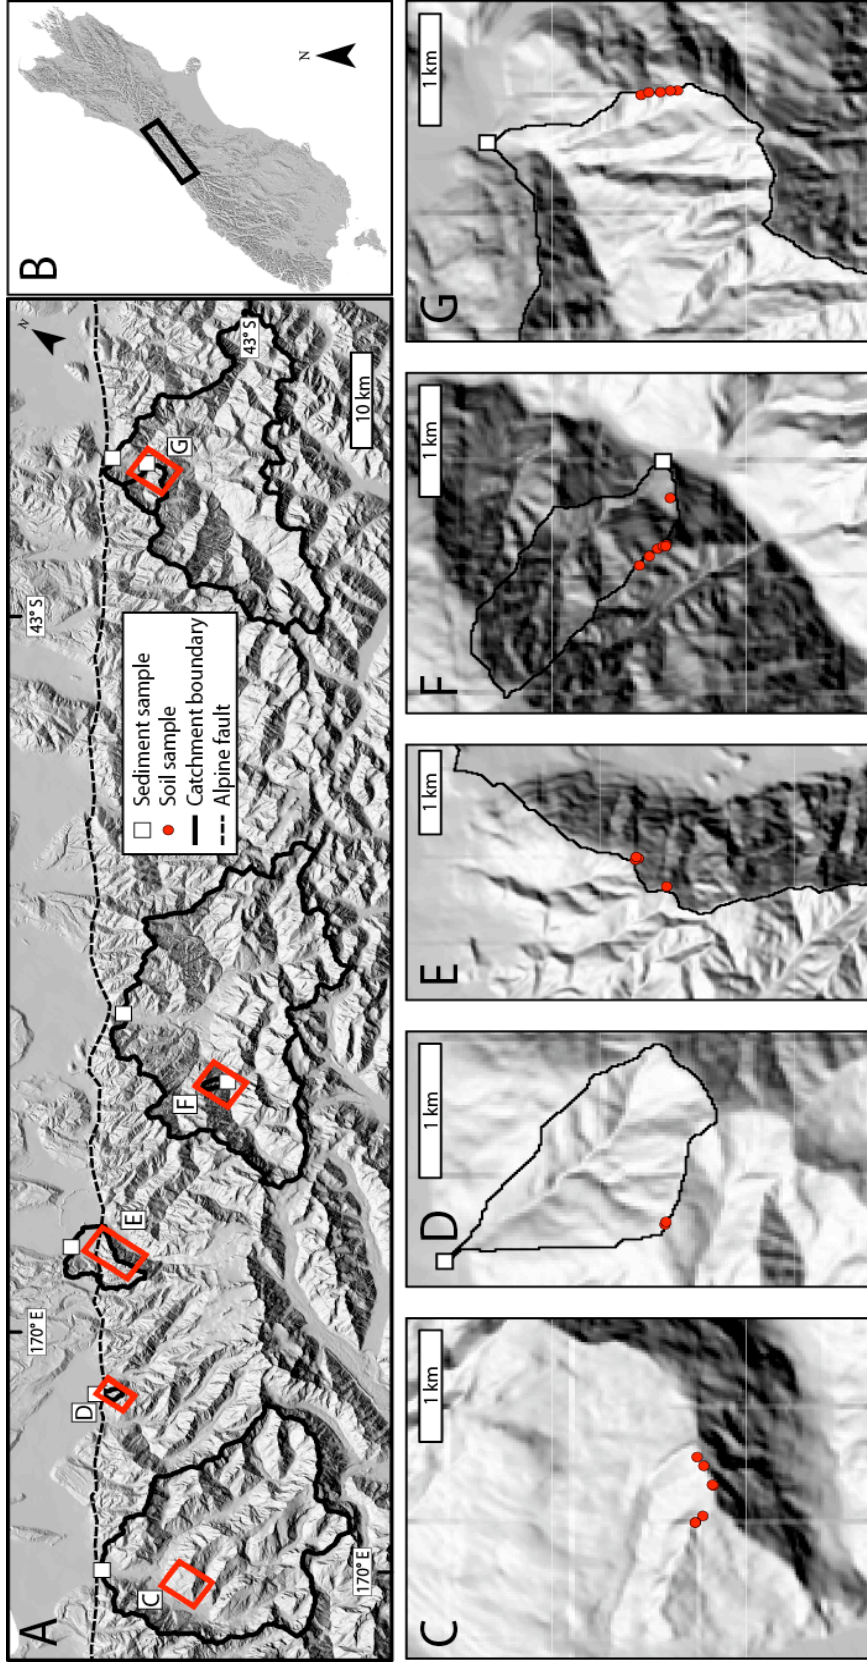 A
N
43° S
170° E
C
D
E
F
G
Sediment sample
Soil sample
Catchment boundary
Alpine fault
10 km
43° S
170° E
B
N
C
1 km
D
1 km
E
1 km
F
1 km
G
1 km